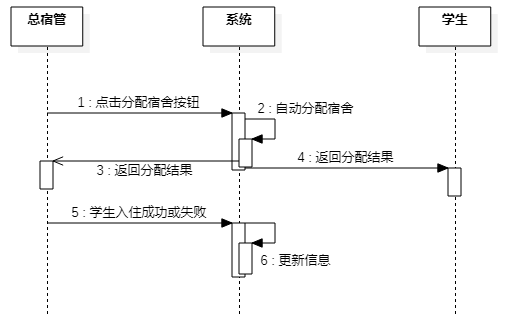 总宿管
系统
学生
1 : 点击分配宿舍按钮
2 : 自动分配宿舍
3 : 返回分配结果
4 : 返回分配结果
5 : 学生入住成功或失败
6 : 更新信息